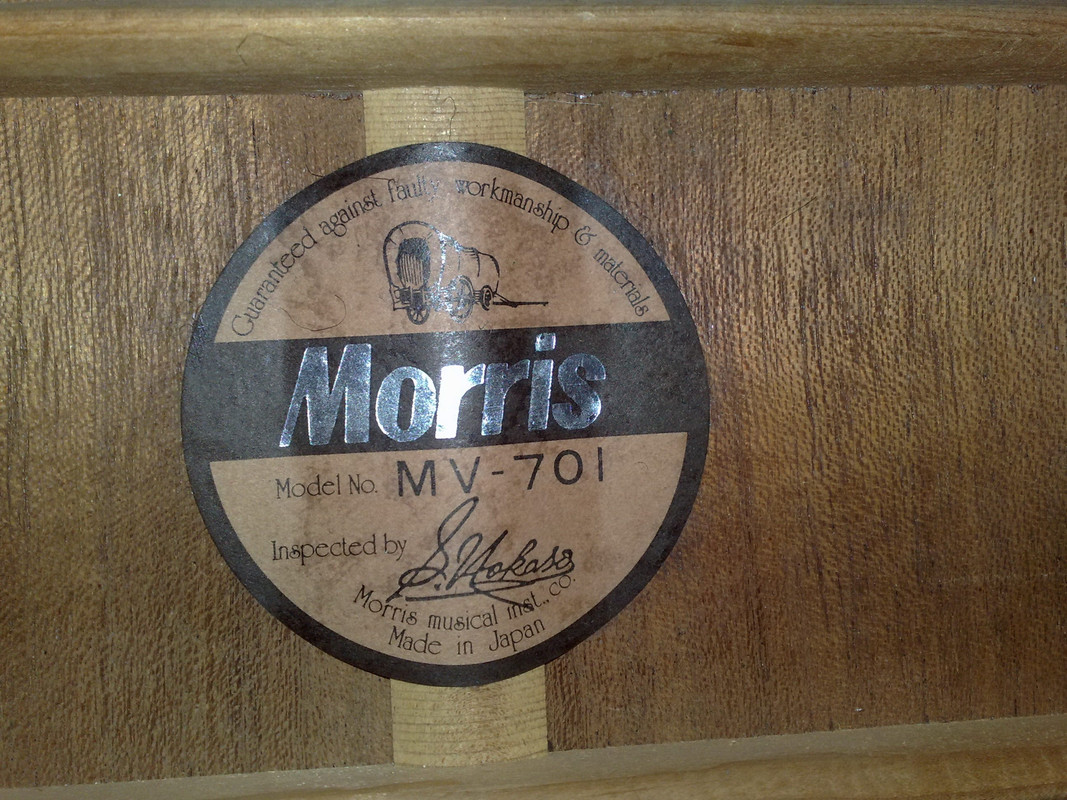 Guaranteed against faulty workmanship & materials
Morris
Model No. MV-701
Inspected by
Morris musical inst., co.
Made in Japan